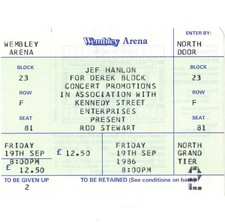 Wembley Arena
ENTER BY:
WEMBLEY ARENA
NORTH DOOR
BLOCK
23
ROW
F
SEAT
81
JEF HANLON
FOR DEREK BLOCK
CONCERT PROMOTIONS
IN ASSOCIATION WITH
KENNEDY STREET
ENTERPRISES
PRESENT
ROD STEWART
BLOCK
23
ROW
F
SEAT
81
FRIDAY
19TH SEP
8:00PM
£ 12.50
£ 12.50
FRIDAY
19TH SEP
1986
8:00PM
NORTH
GRAND
TIER
TO BE GIVEN UP
2
TO BE RETAINED (See conditions on back)